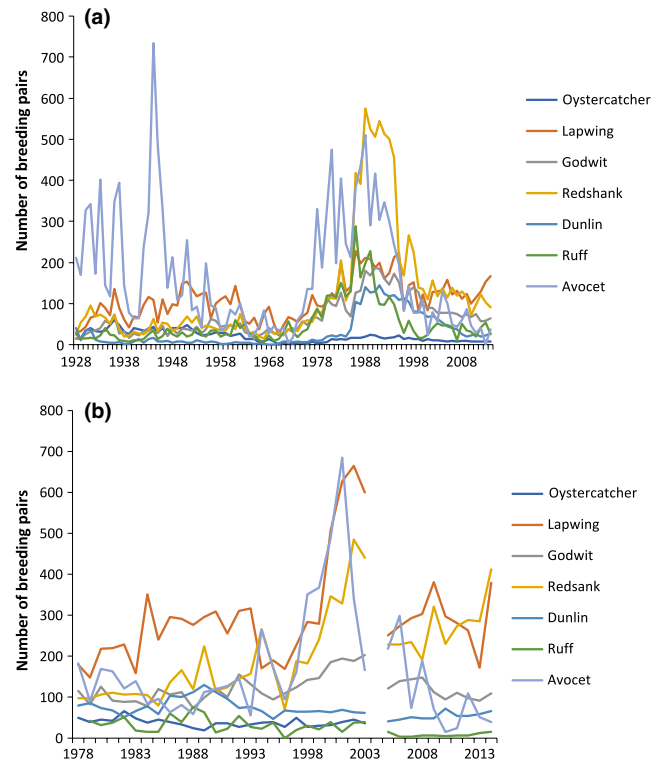 (a)
Number of breeding pairs
800
700
600
500
400
300
200
100
0
1928 1938 1948 1958 1968 1978 1988 1998 2008
Oystercatcher
Lapwing
Godwit
Redshank
Dunlin
Ruff
Avocet
(b)
Number of breeding pairs
800
700
600
500
400
300
200
100
0
1978 1983 1988 1993 1998 2003 2008 2013
Oystercatcher
Lapwing
Godwit
Redsank
Dunlin
Ruff
Avocet